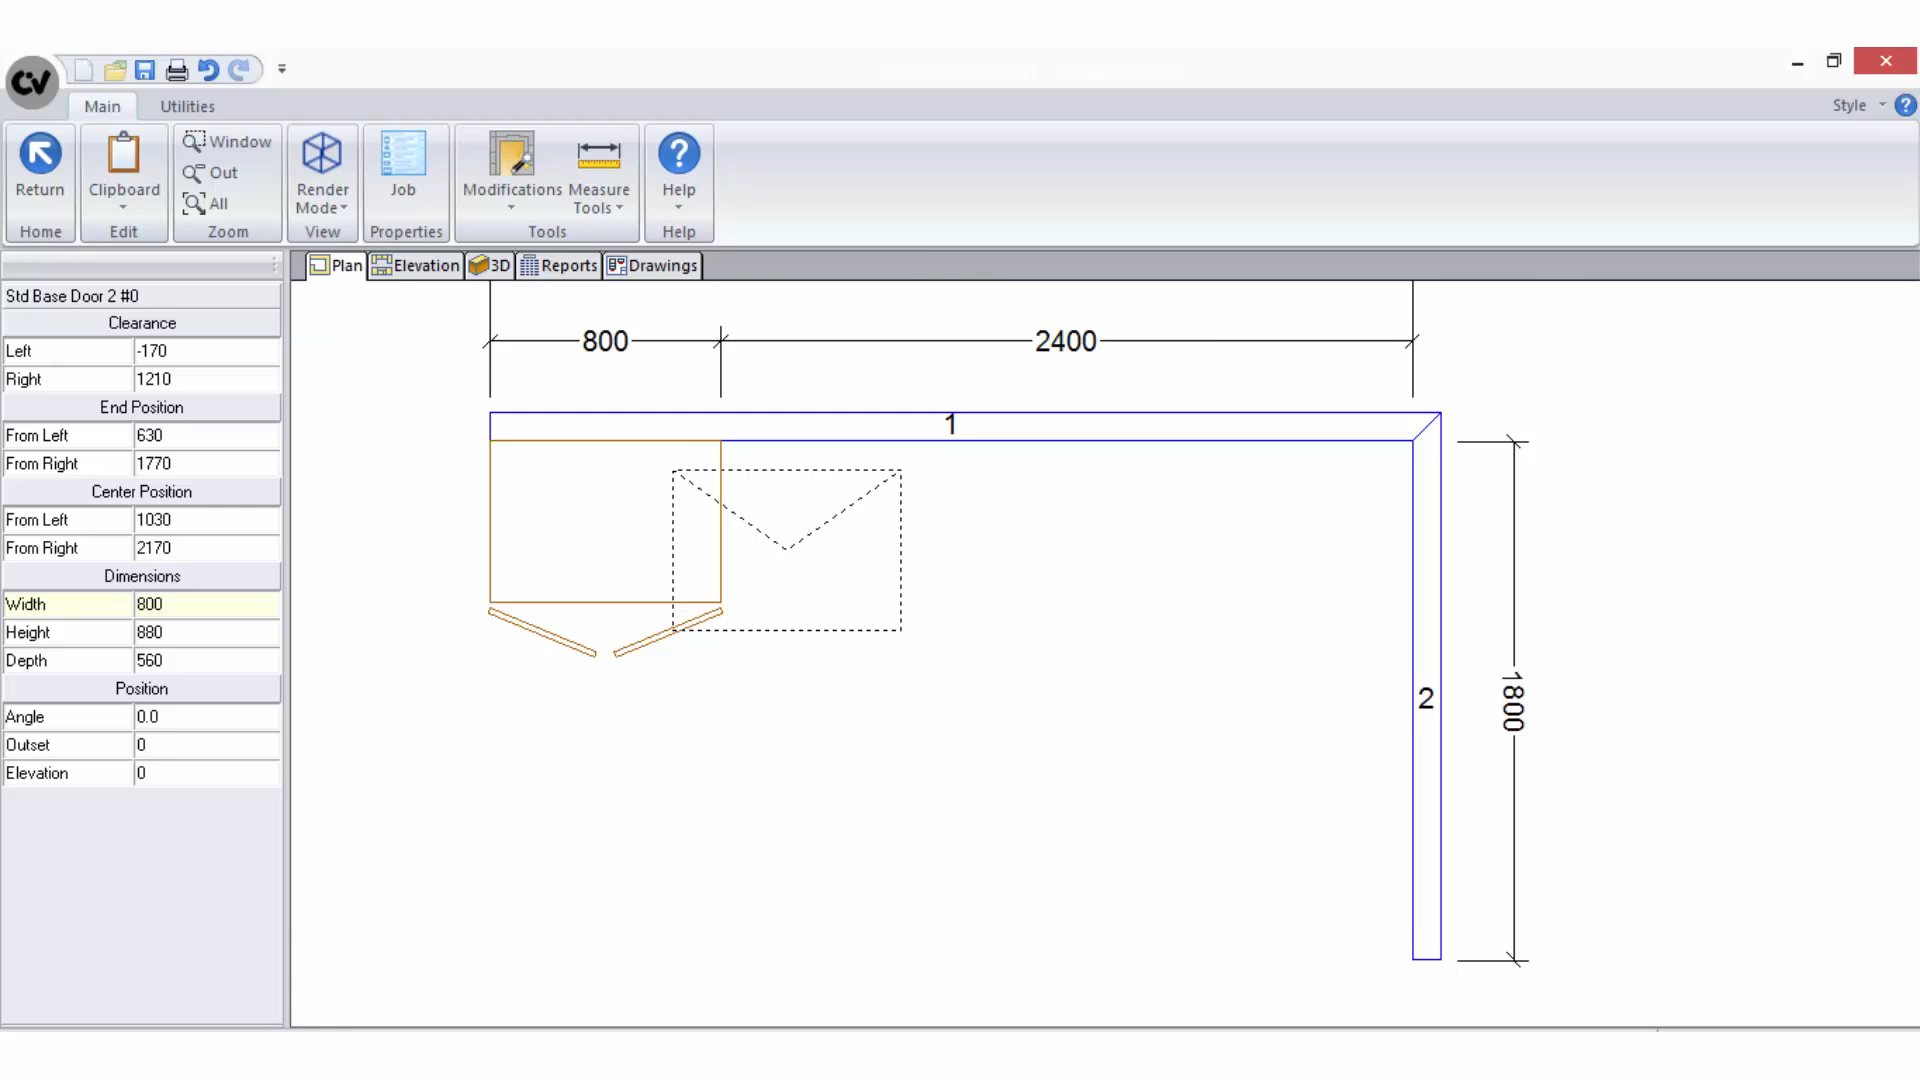 CV
Main Utilities Style ?
Window
Out
All
Return Clipboard Render Mode Job Modifications Measure Tools Help
Home Edit Zoom View Properties Tools Help
Plan Elevation 3D Reports Drawings
Std Base Door 2 #0
Clearance
Left -170
Right 1210
End Position
From Left 630
From Right 1770
Center Position
From Left 1030
From Right 2170
Dimensions
Width 800
Height 880
Depth 560
Position
Angle 0.0
Outset 0
Elevation 0
800 2400
1
2
1800